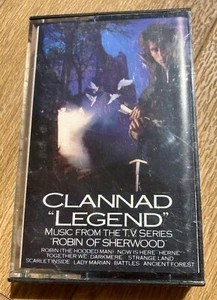 CLANNAD
"LEGEND"
MUSIC FROM THE T.V. SERIES
'ROBIN OF SHERWOOD'
ROBIN (THE HOODED MAN) · NOW IS HERE · HERNE
TOGETHER WE · DARKMERE · STRANGE LAND
SCARLET INSIDE · LADY MARIAN · BATTLES · ANCIENT FOREST